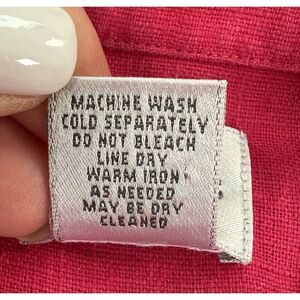 MACHINE WASH
COLD SEPARATELY
DO NOT BLEACH
LINE DRY
WARM IRON
AS NEEDED
MAY BE DRY
CLEANED